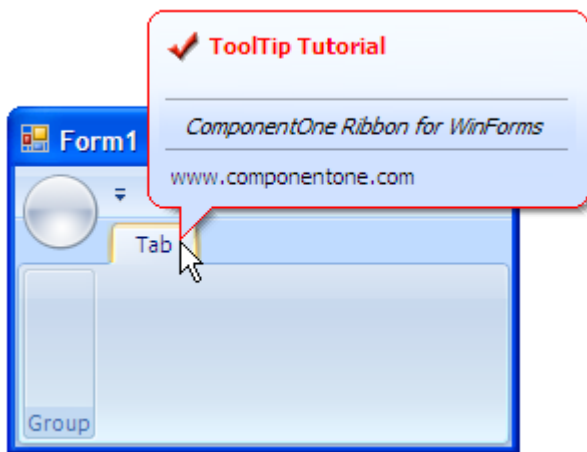 ToolTip Tutorial
ComponentOne Ribbon for WinForms
www.componentone.com
Form1
Tab
Group